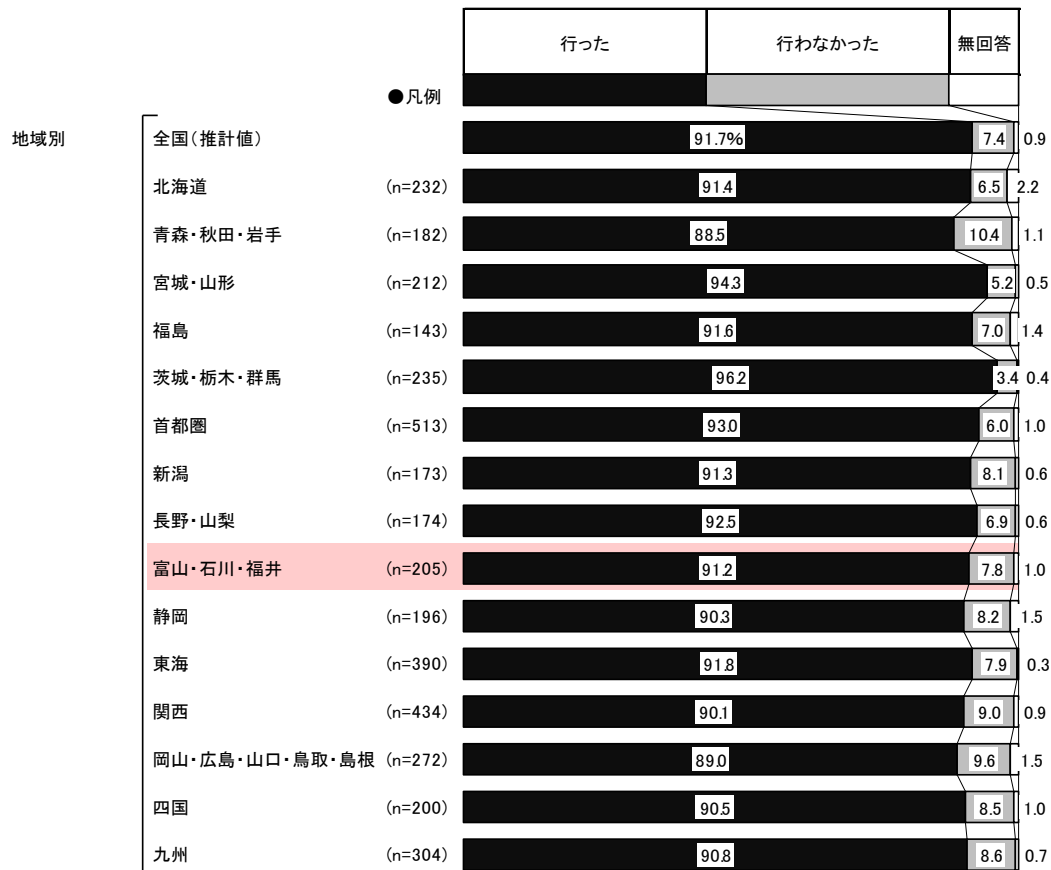 行った 行わなかった 無回答
●凡例
地域別 全国(推計値) 91.7% 7.4 0.9
北海道 (n=232) 91.4 6.5 2.2
青森・秋田・岩手 (n=182) 88.5 10.4 1.1
宮城・山形 (n=212) 94.3 5.2 0.5
福島 (n=143) 91.6 7.0 1.4
茨城・栃木・群馬 (n=235) 96.2 3.4 0.4
首都圏 (n=513) 93.0 6.0 1.0
新潟 (n=173) 91.3 8.1 0.6
長野・山梨 (n=174) 92.5 6.9 0.6
富山・石川・福井 (n=205) 91.2 7.8 1.0
静岡 (n=196) 90.3 8.2 1.5
東海 (n=390) 91.8 7.9 0.3
関西 (n=434) 90.1 9.0 0.9
岡山・広島・山口・鳥取・島根 (n=272) 89.0 9.6 1.5
四国 (n=200) 90.5 8.5 1.0
九州 (n=304) 90.8 8.6 0.7